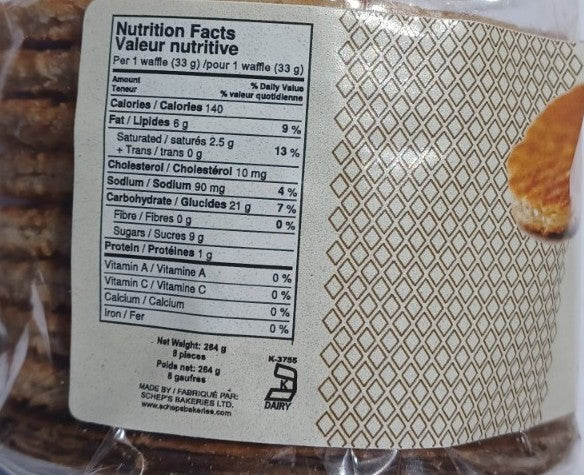 Nutrition Facts
Valeur nutritive
Per 1 waffle (33 g) /pour 1 waffle (33 g)
Amount % Daily Value
Teneur % valeur quotidienne
Calories / Calories 140
Fat / Lipides 6 g 9 %
Saturated / saturés 2.5 g
+ Trans / trans 0 g 13 %
Cholesterol / Cholestérol 10 mg
Sodium / Sodium 90 mg 4 %
Carbohydrate / Glucides 21 g 7 %
Fibre / Fibres 0 g 0 %
Sugars / Sucres 9 g
Protein / Protéines 1 g
Vitamin A / Vitamine A 0 %
Vitamin C / Vitamine C 0 %
Calcium / Calcium 0 %
Iron / Fer 0 %
Net Weight: 264 g
8 pieces
Poids net: 264 g
8 gaufres
MADE BY / FABRIQUÉ PAR:
SCHEP'S BAKERIES LTD.
www.schepsbakeries.com
K-3756
DAIRY